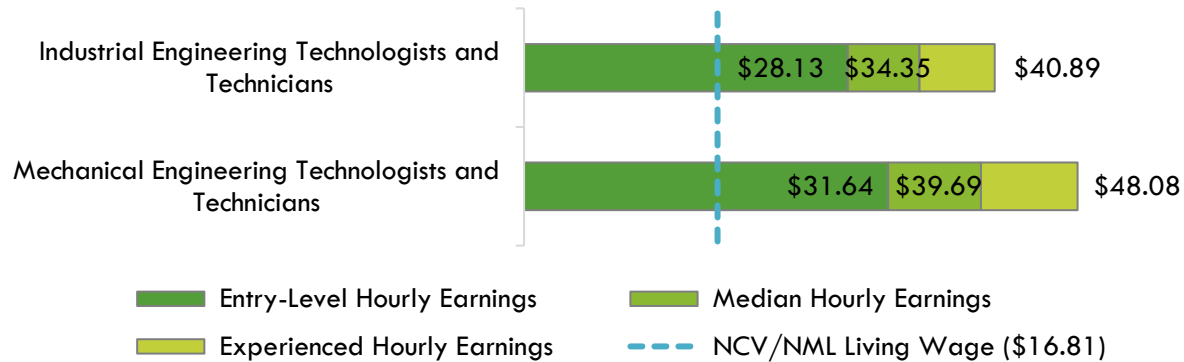 Industrial Engineering Technologists and
Technicians
$28.13 $34.35 $40.89
Mechanical Engineering Technologists and
Technicians
$31.64 $39.69 $48.08
Entry-Level Hourly Earnings
Median Hourly Earnings
Experienced Hourly Earnings
NCV/NML Living Wage ($16.81)